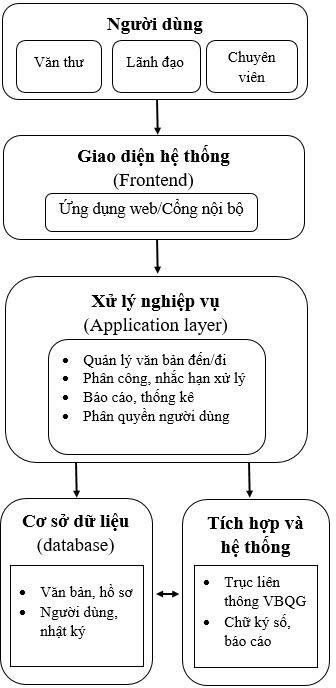 Người dùng
Văn thư
Lãnh đạo
Chuyên
viên
Giao diện hệ thống
(Frontend)
Ứng dụng web/Cổng nội bộ
Xử lý nghiệp vụ
(Application layer)
• Quản lý văn bản đến/đi
• Phân công, nhắc hạn xử lý
• Báo cáo, thống kê
• Phân quyền người dùng
Cơ sở dữ liệu
(database)
• Văn bản, hồ sơ
• Người dùng,
nhật ký
Tích hợp và
hệ thống
• Trục liên
thông VBQG
• Chữ ký số,
báo cáo